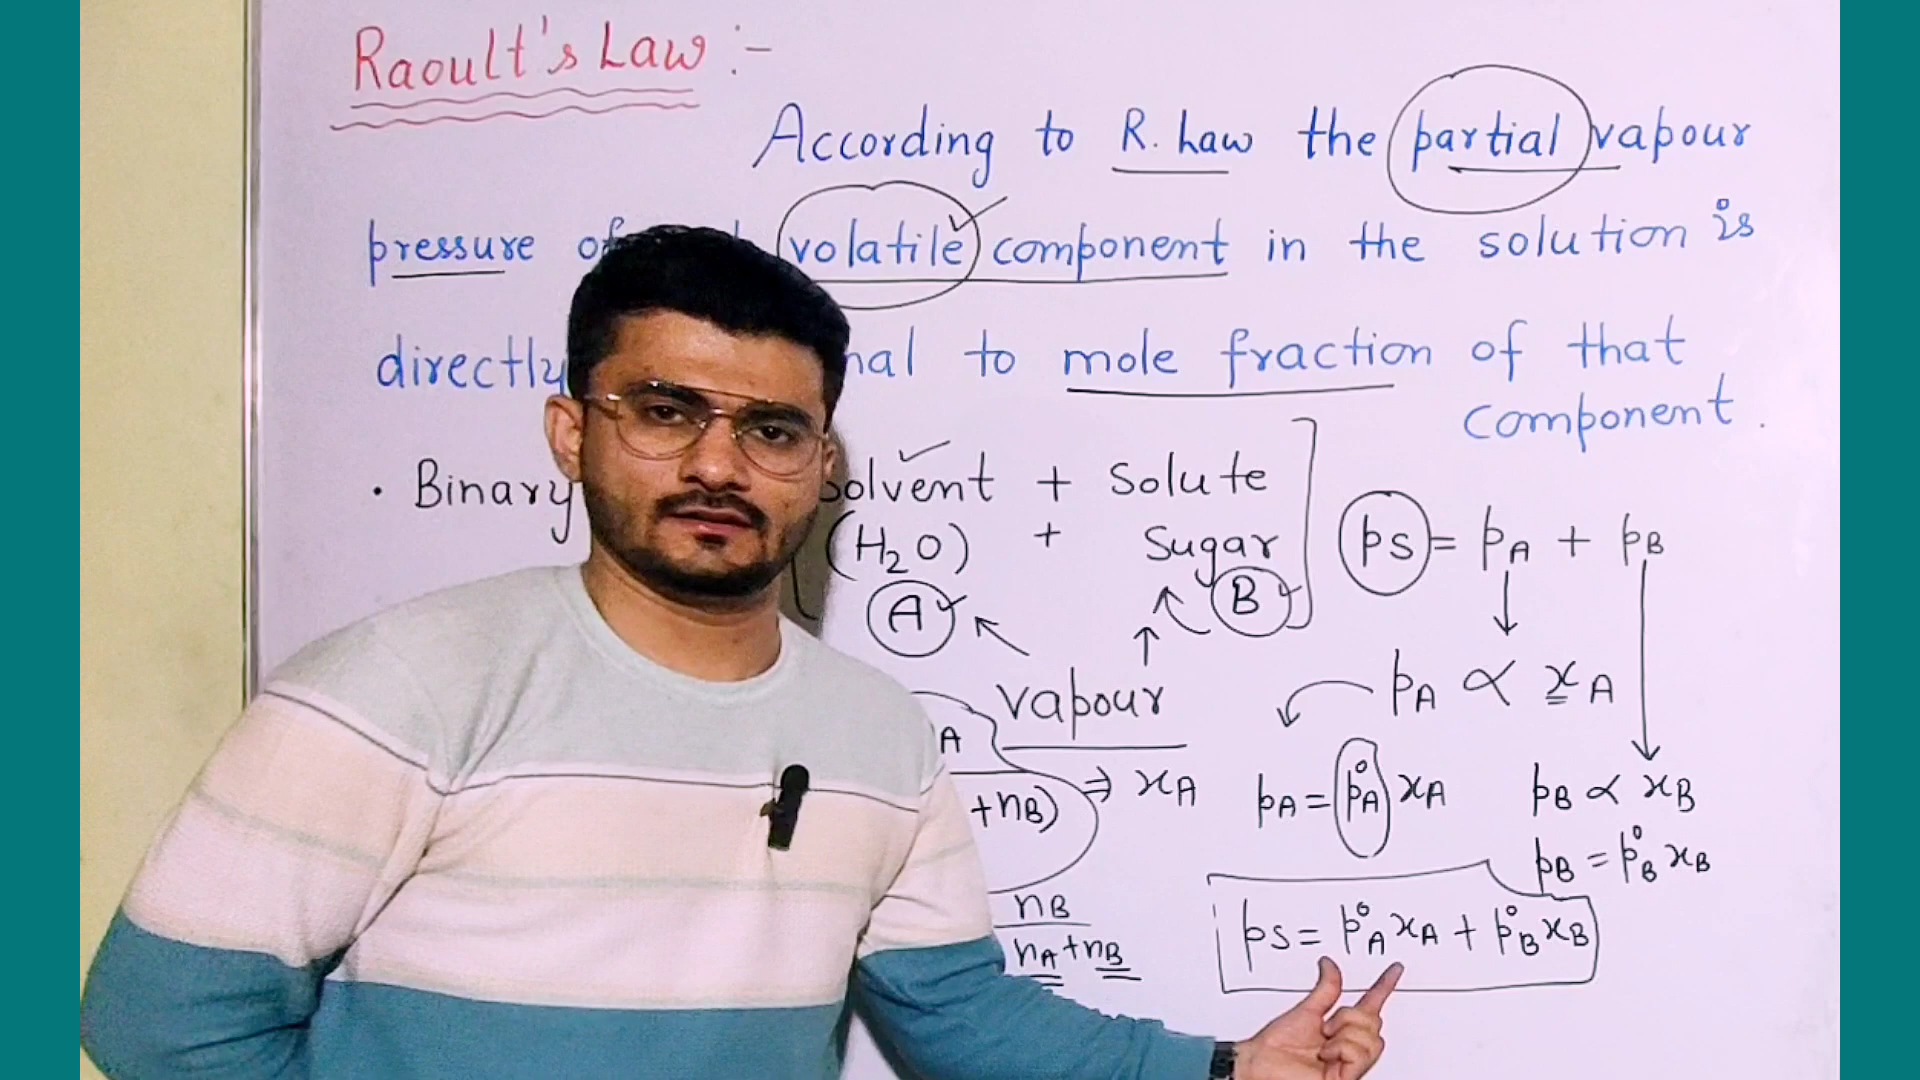 Raoult's Law :-
According to R. Law the partial vapour
pressure of volatile component in the solution is
directly to mole fraction of that
component.
• Binary solvent + Solute
(H₂O) + Sugar
A B
ps = pA + pB
vapour
pA ∝ xA
A
+nB) ⇒ xA
pA = p°A xA
pB ∝ xB
pB = p°B xB
nB
nA+nB
ps = p°A xA + p°B xB